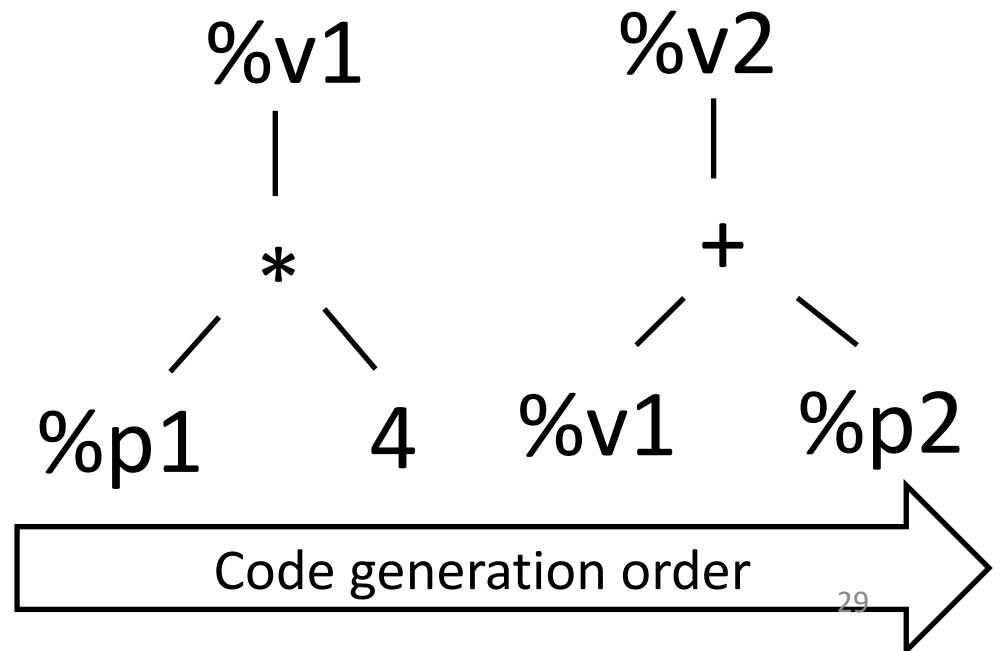 %v1 %v2
* +
%p1 4 %v1 %p2
Code generation order
29